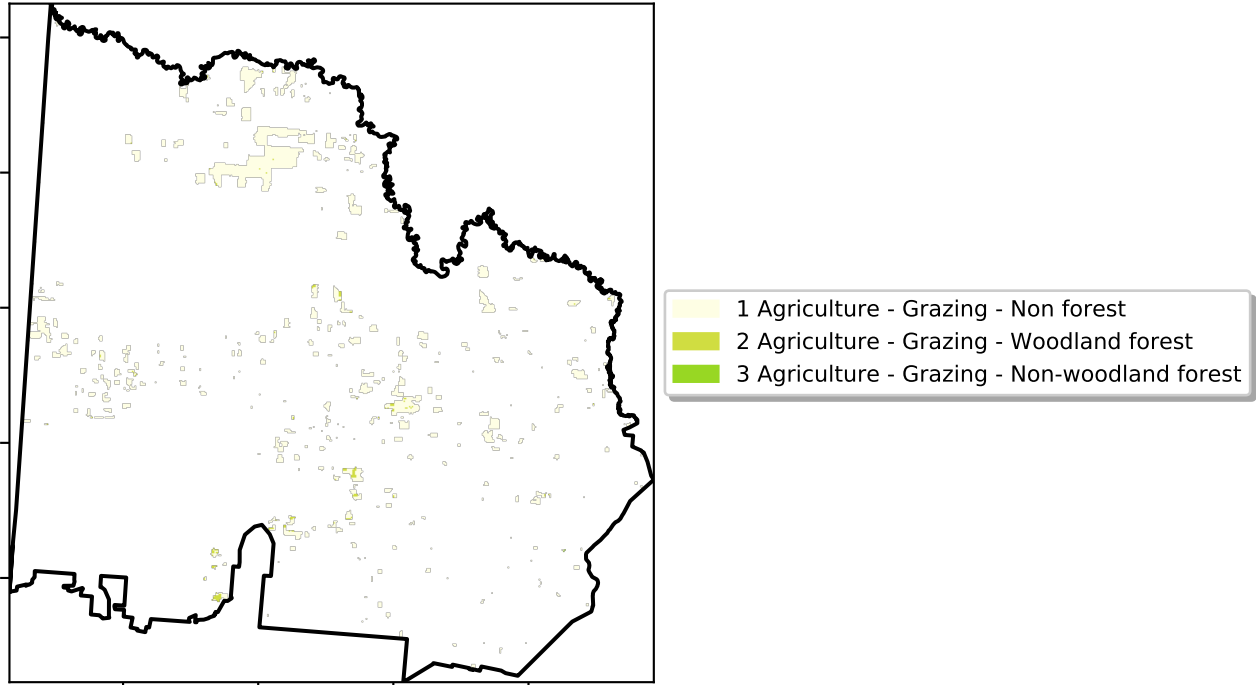 1 Agriculture - Grazing - Non forest
2 Agriculture - Grazing - Woodland forest
3 Agriculture - Grazing - Non-woodland forest